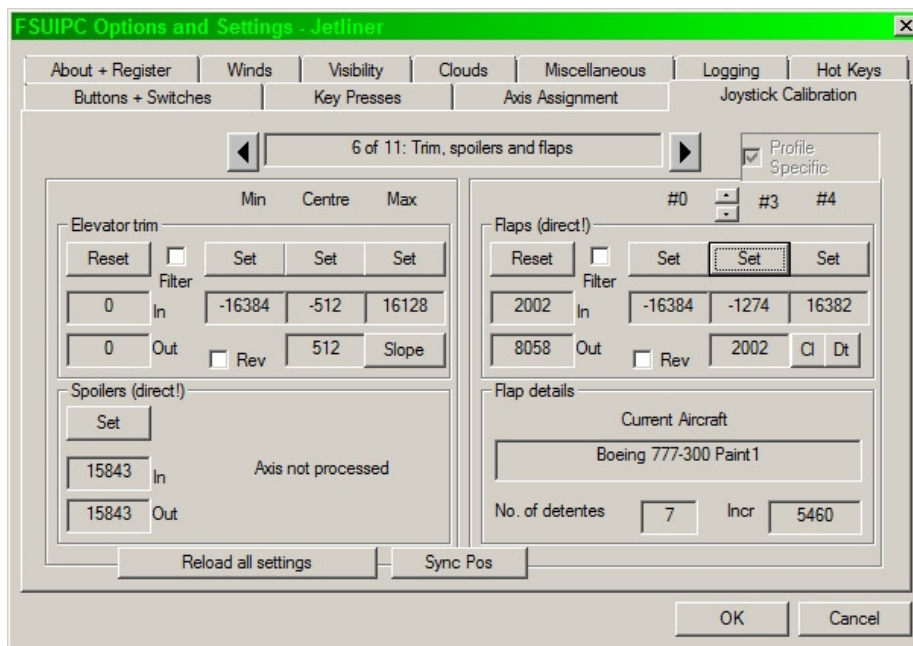 FSUIPC Options and Settings - Jetliner
About + Register Winds Visibility Clouds Miscellaneous Logging Hot Keys
Buttons + Switches Key Presses Axis Assignment Joystick Calibration
6 of 11: Trim, spoilers and flaps
Profile
Specific
Min Centre Max
#0 #3 #4
Elevator trim
Reset Filter Set Set Set
0 In -16384 -512 16128
0 Out Rev 512 Slope
Flaps (direct!)
Reset Filter Set Set Set
2002 In -16384 -1274 16382
8058 Out Rev 2002 Cl Dt
Spoilers (direct!)
Set
15843 In Axis not processed
15843 Out
Flap details
Current Aircraft
Boeing 777-300 Paint1
No. of detentes 7 Incr 5460
Reload all settings Sync Pos
OK Cancel